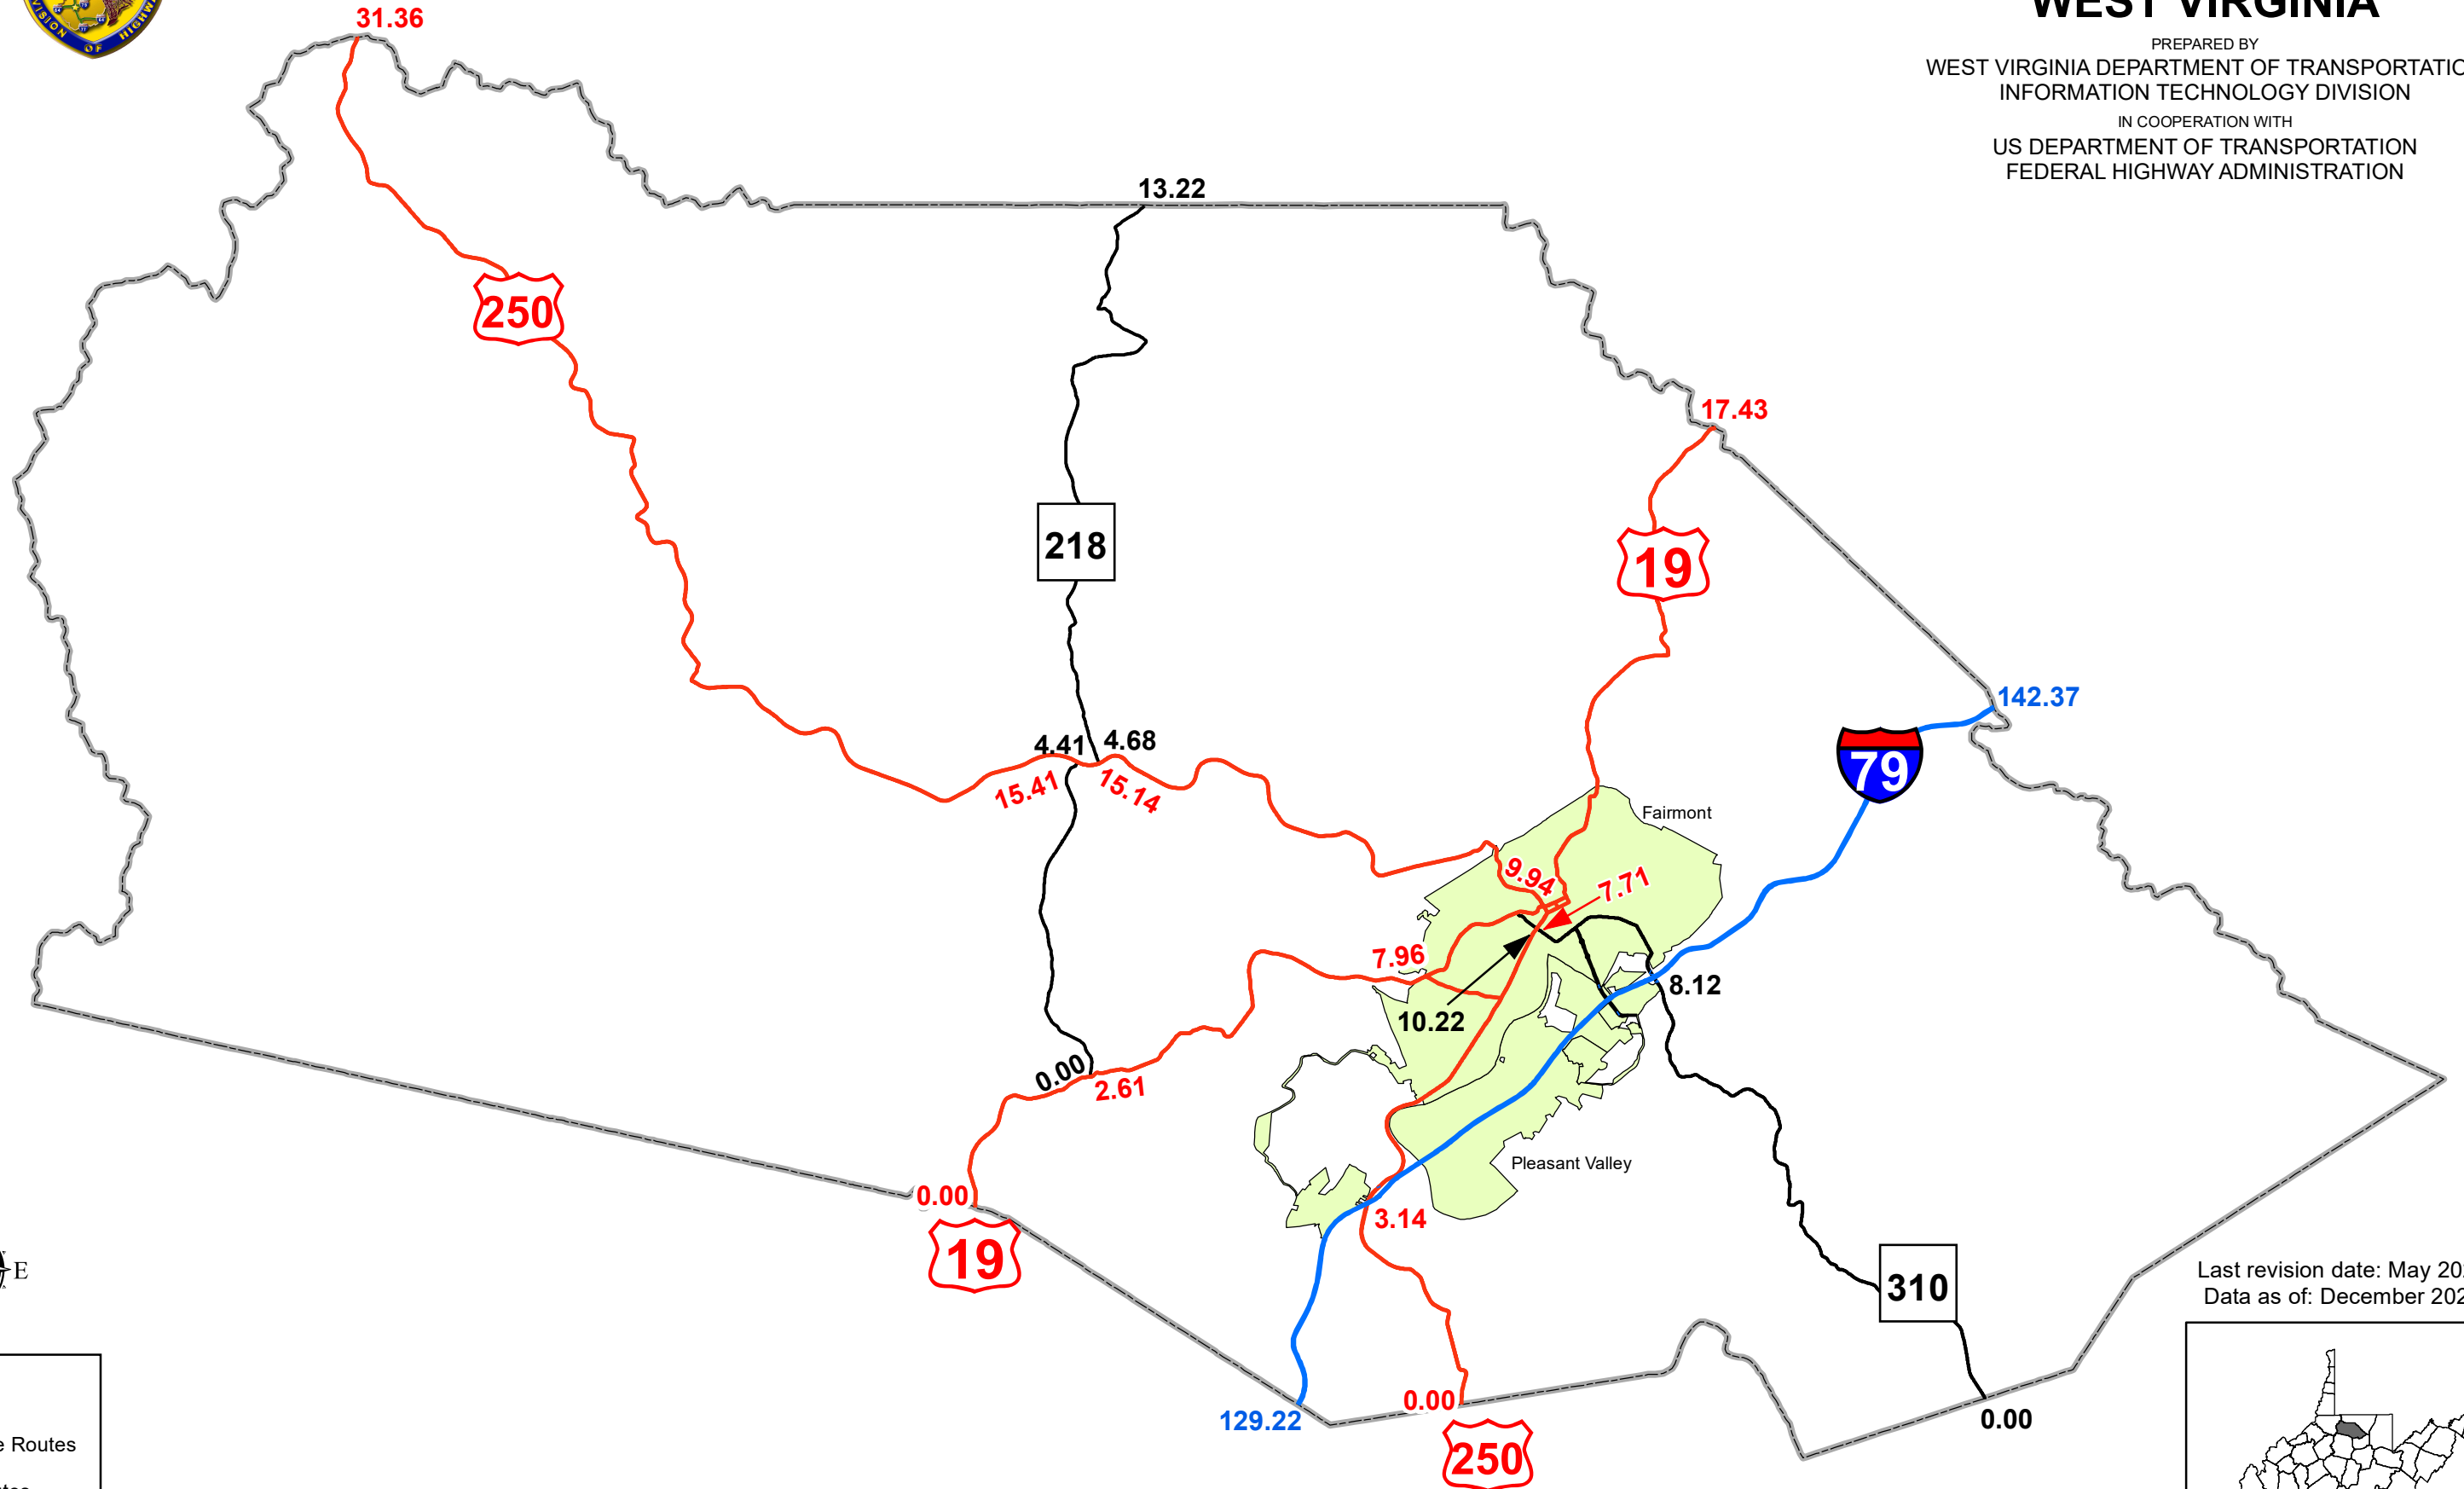 WEST VIRGINIA
PREPARED BY
WEST VIRGINIA DEPARTMENT OF
INFORMATION TECHNOLOGY DIVISION
IN COOPERATION WITH
US DEPARTMENT OF TRANSPORTATION
FEDERAL HIGHWAY ADMINISTRATION
OF
31.36
13.22
250
17.43
218
19
142.37
79
4.41
4.68
15.41
15.14
Fairmont
9.94
7.71
7.96
8.12
10.22
0.00
2.61
Pleasant Valley
0.00
3.14
19
E
310
Last revision date: May
Data as of: December
129.22
0.00
0.00
250
Routes